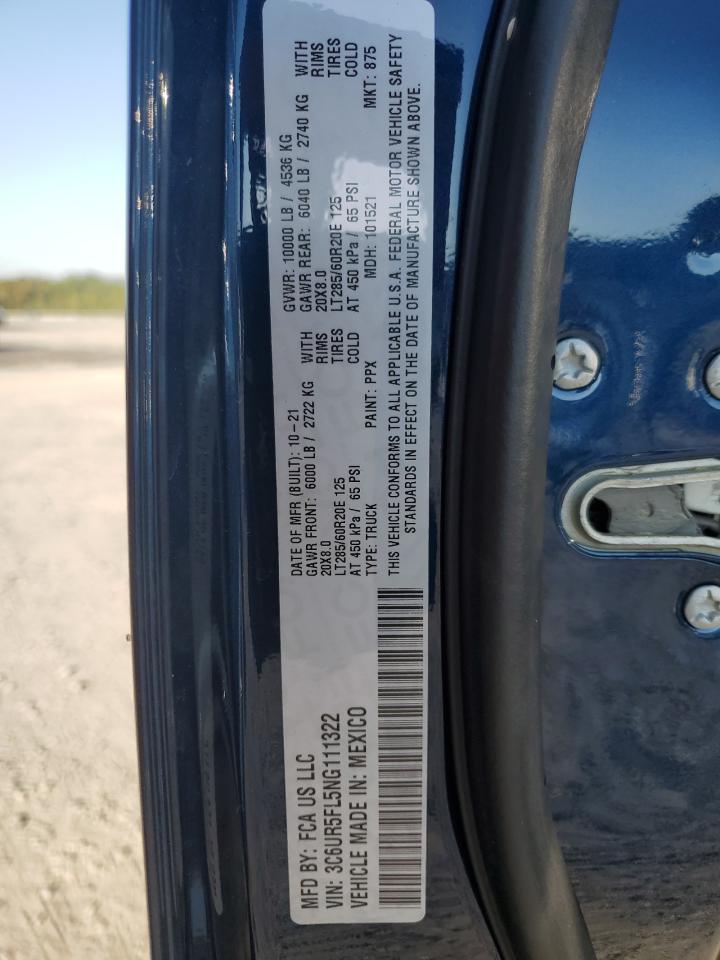 MFD BY: FCA US LLC
VIN: 3C6UR5FL5NG111322
VEHICLE MADE IN: MEXICO
DATE OF MFR (BUILT): 10-21
GAWR FRONT: 6000 LB / 2722 KG WITH
20X8.0 RIMS
LT285/60R20E 125 TIRES
AT 450 kPa / 65 PSI COLD
TYPE: TRUCK PAINT: PPX
GVWR: 10000 LB / 4536 KG
GAWR REAR: 6040 LB / 2740 KG WITH
20X8.0 RIMS
LT285/60R20E 125 TIRES
AT 450 kPa / 65 PSI COLD
MDH: 101521 MKT: 875
THIS VEHICLE CONFORMS TO ALL APPLICABLE U.S.A. FEDERAL MOTOR VEHICLE SAFETY
STANDARDS IN EFFECT ON THE DATE OF MANUFACTURE SHOWN ABOVE.